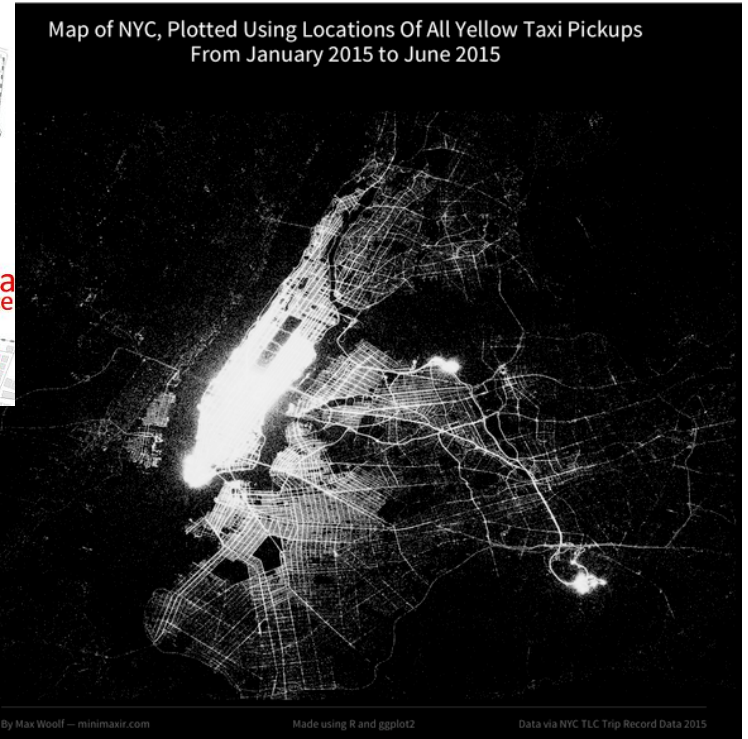 Map of NYC, Plotted Using Locations Of All Yellow Taxi Pickups
From January 2015 to June 2015
a
e
By Max Woolf — minimaxir.com
Made using R and ggplot2
Data via NYC TLC Trip Record Data 2015